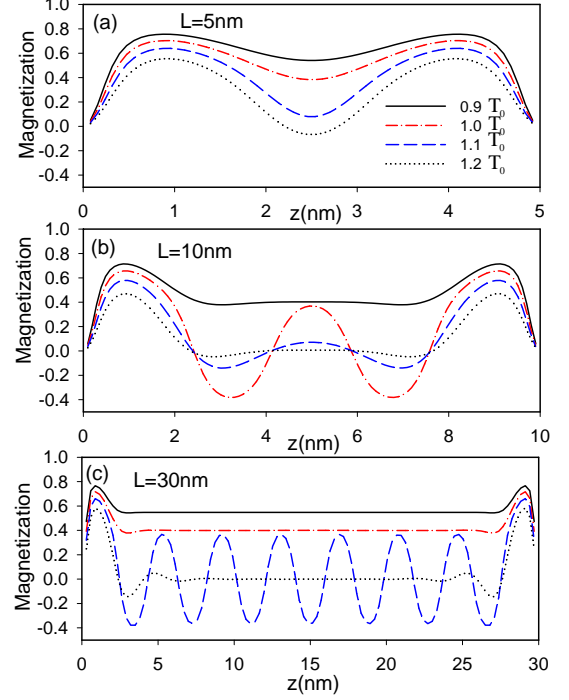 (a)
L=5nm
Magnetization
1.0
0.8
0.6
0.4
0.2
0.0
-0.2
-0.4
0.9 T₀
1.0 T₀
1.1 T₀
1.2 T₀
0 1 2 3 4 5
z(nm)
(b)
L=10nm
Magnetization
1.0
0.8
0.6
0.4
0.2
0.0
-0.2
-0.4
0 2 4 6 8 10
z(nm)
(c)
L=30nm
Magnetization
1.0
0.8
0.6
0.4
0.2
0.0
-0.2
-0.4
0 5 10 15 20 25 30
z(nm)